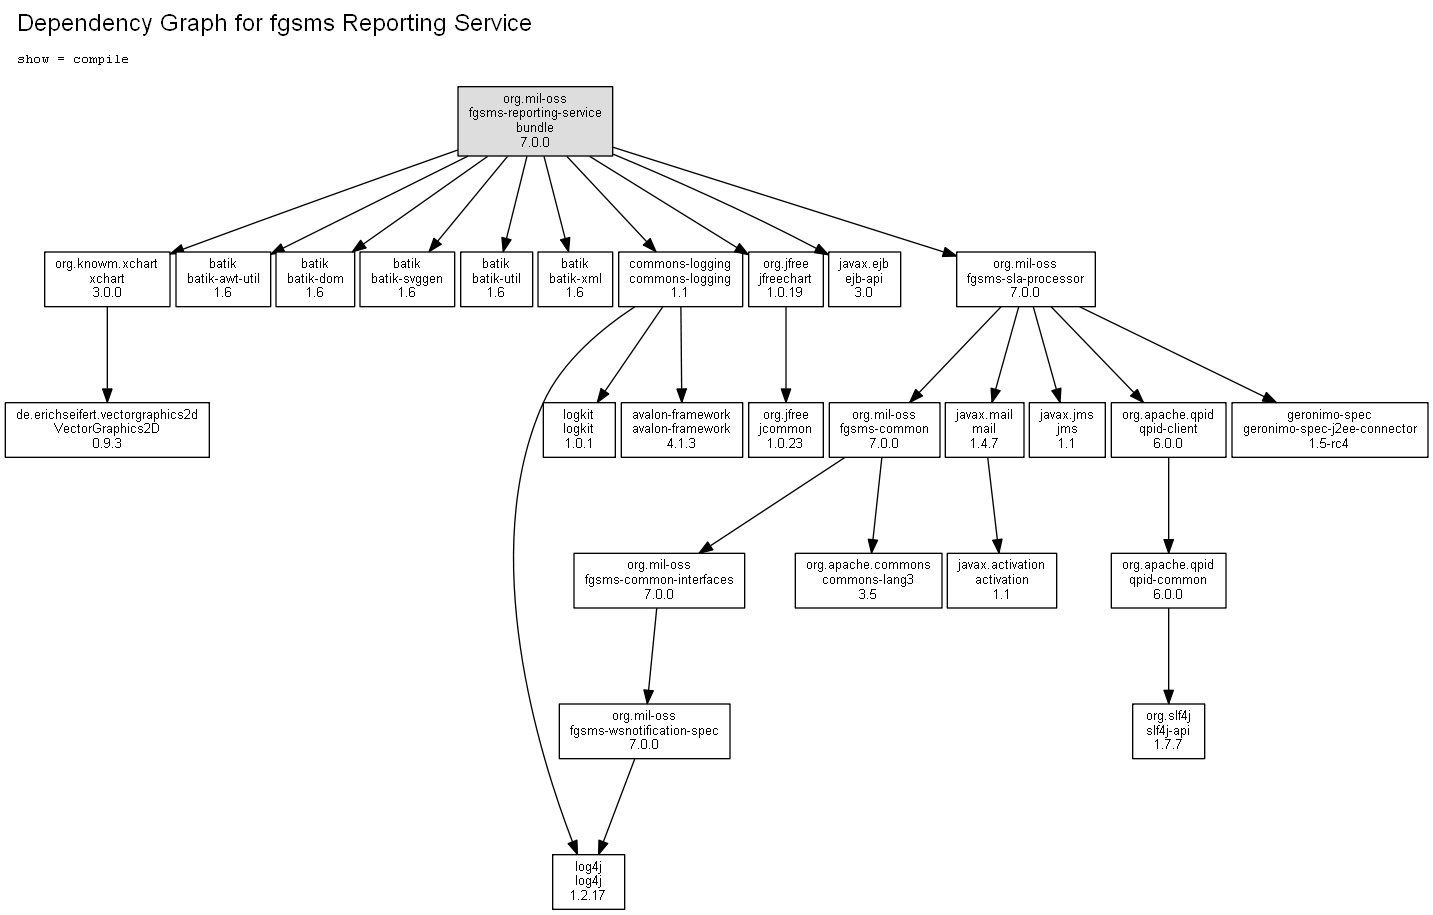 Dependency Graph for fgsms Reporting Service
show = compile
org.mil-oss
fgsms-reporting-service
bundle
7.0.0
org.knowm.xchart
xchart
3.0.0
batik
batik-awt-util
1.6
batik
batik-dom
1.6
batik
batik-svggen
1.6
batik
batik-util
1.6
batik
batik-xml
1.6
commons-logging
commons-logging
1.1
org.jfree
jfreechart
1.0.19
javax.ejb
ejb-api
3.0
org.mil-oss
fgsms-sla-processor
7.0.0
de.erichseifert.vectorgraphics2d
VectorGraphics2D
0.9.3
logkit
logkit
1.0.1
avalon-framework
avalon-framework
4.1.3
org.jfree
jcommon
1.0.23
org.mil-oss
fgsms-common
7.0.0
javax.mail
mail
1.4.7
javax.jms
jms
1.1
org.apache.qpid
qpid-client
6.0.0
geronimo-spec
geronimo-spec-j2ee-connector
1.5-rc4
org.mil-oss
fgsms-common-interfaces
7.0.0
org.apache.commons
commons-lang3
3.5
javax.activation
activation
1.1
org.apache.qpid
qpid-common
6.0.0
org.mil-oss
fgsms-wsnotification-spec
7.0.0
org.slf4j
slf4j-api
1.7.7
log4j
log4j
1.2.17